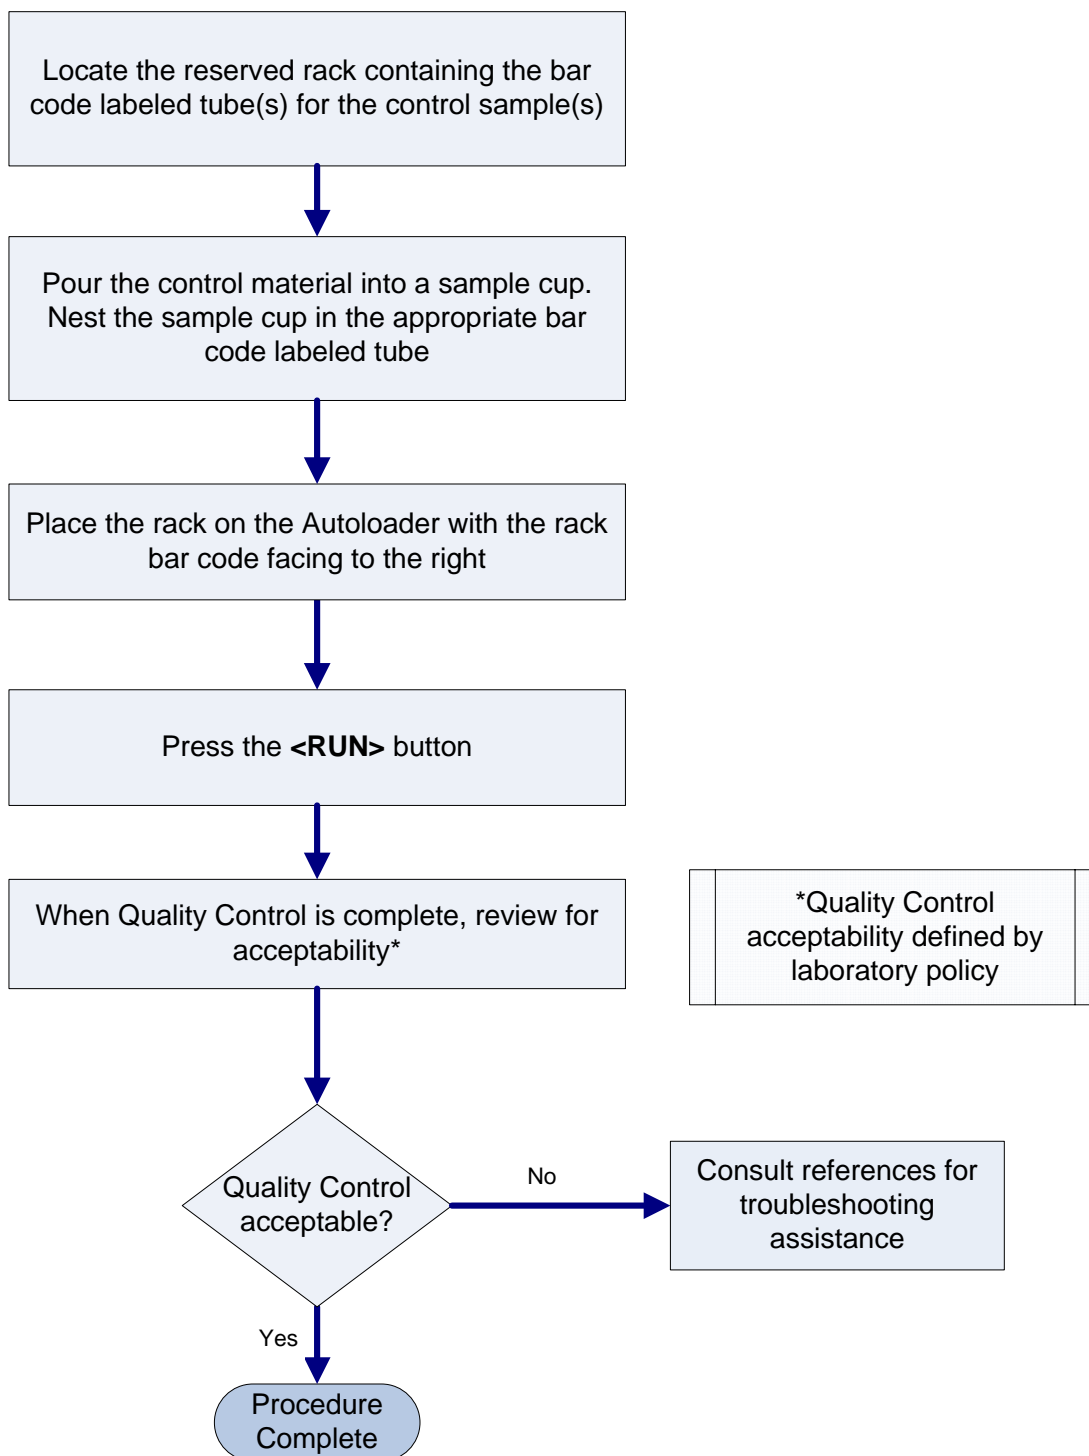 Locate the reserved rack containing the bar
code labeled tube(s) for the control sample(s)
Pour the control material into a sample cup.
Nest the sample cup in the appropriate bar
code labeled tube
Place the rack on the Autoloader with the rack
bar code facing to the right
Press the <RUN> button
When Quality Control is complete, review for
acceptability*
*Quality Control
acceptability defined by
laboratory policy
Quality Control
acceptable?
No
Consult references for
troubleshooting
assistance
Yes
Procedure
Complete